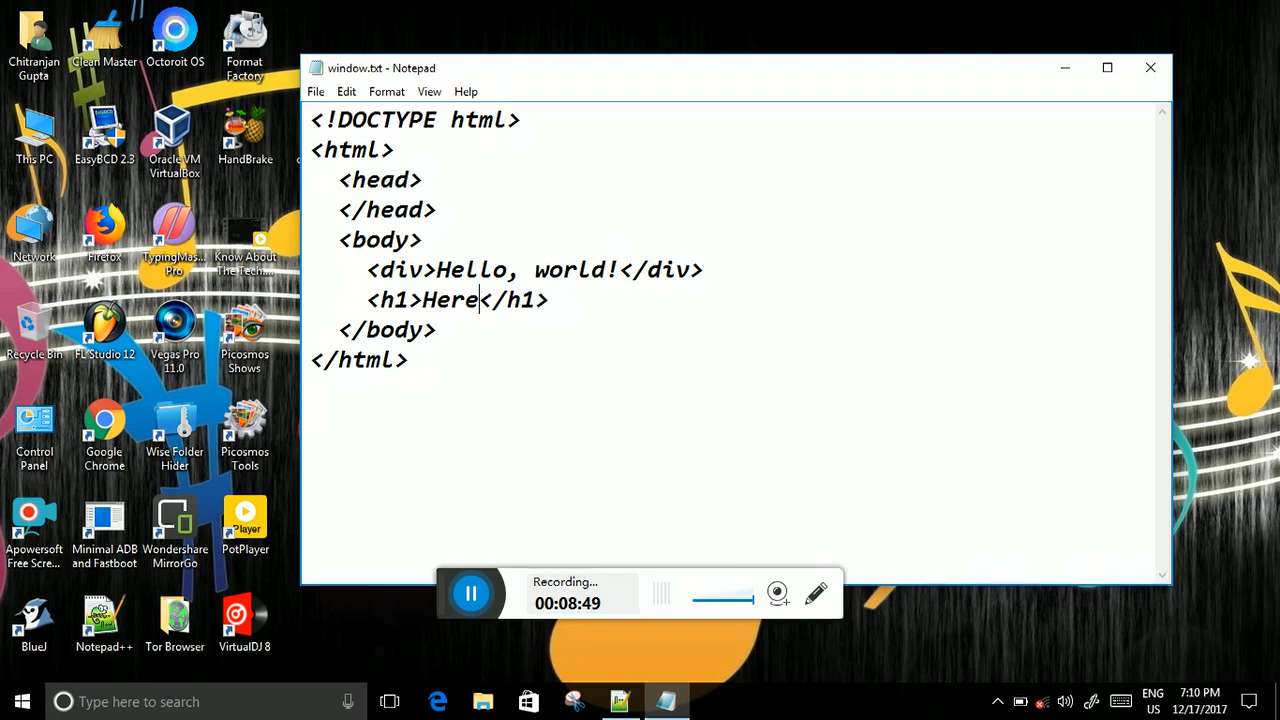 Chitranjan
Gupta
Clean Master
Octoroit OS
Format
Factory
This PC
EasyBCD 2.3
Oracle VM
VirtualBox
HandBrake
Network
Firefox
TypingMas...
Pro
Know About
The Tech....
Recycle Bin
FL Studio 12
Vegas Pro
11.0
Picosmos
Shows
Control
Panel
Google
Chrome
Wise Folder
Hider
Picosmos
Tools
Apowersoft
Free Scre...
Minimal ADB
and Fastboot
Wondershare
MirrorGo
Player
PotPlayer
BlueJ
Notepad++
Tor Browser
VirtualDJ 8
window.txt - Notepad
File Edit Format View Help
<!DOCTYPE html>
<html>
<head>
</head>
<body>
<div>Hello, world!</div>
<h1>Here</h1>
</body>
</html>
Recording...
00:08:49
Type here to search
ENG
US
7:10 PM
12/17/2017